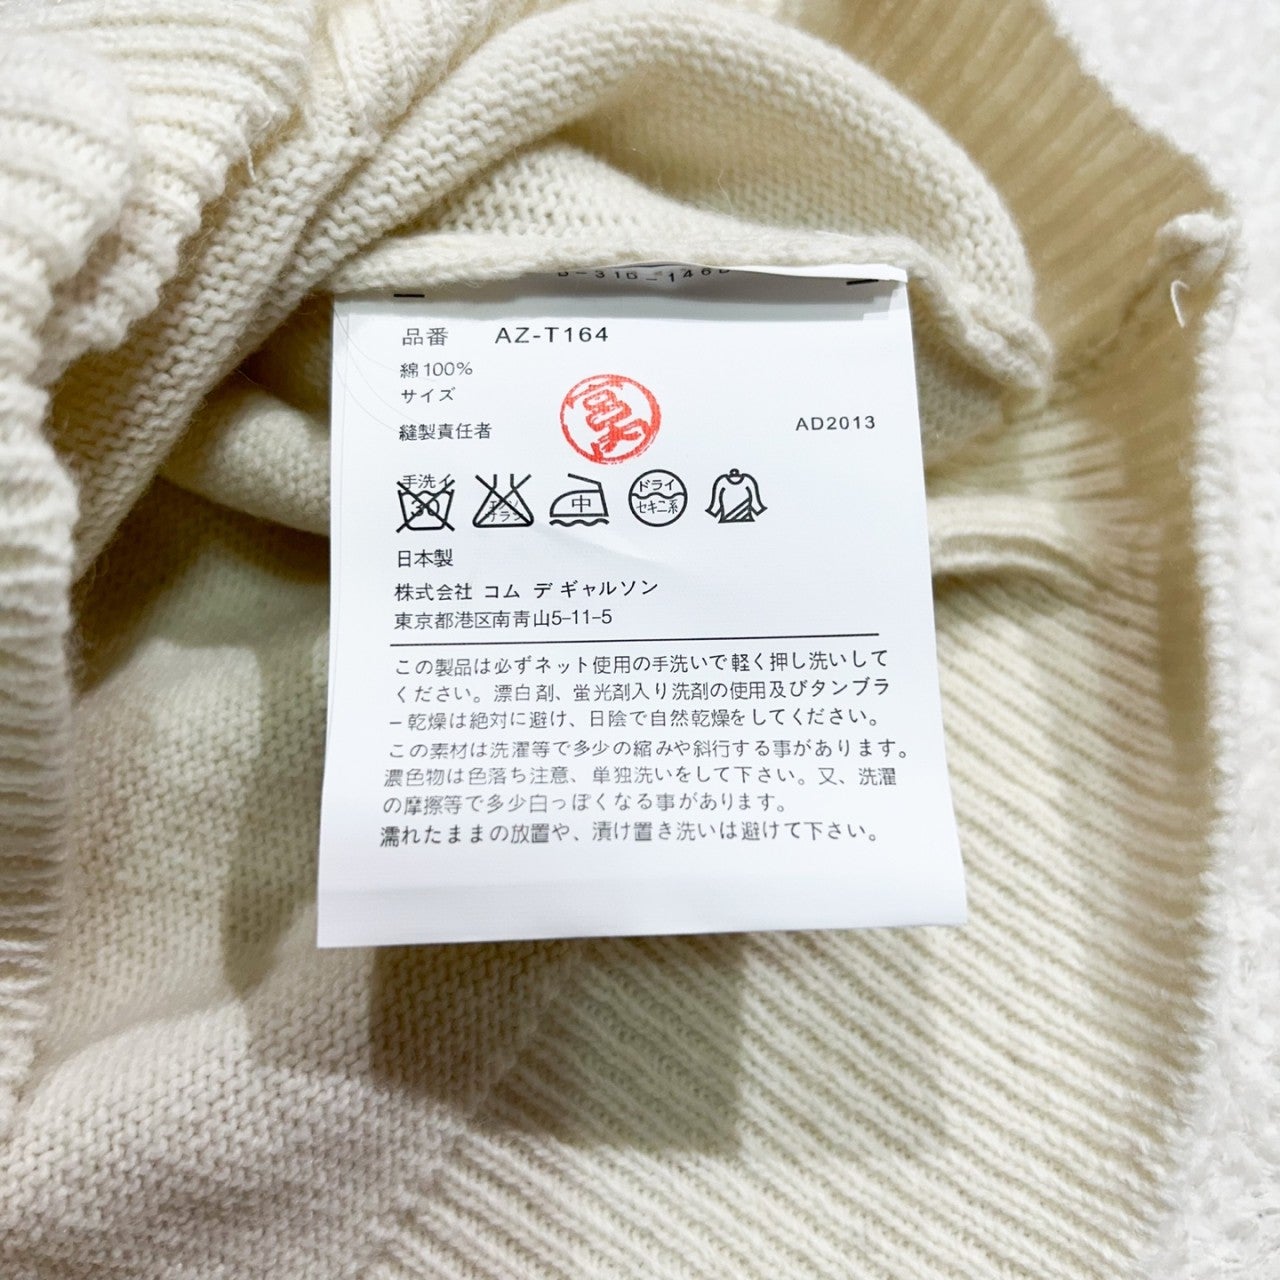 品番 AZ-T164
綿100%
サイズ
縫製責任者
AD2013
手洗イ
30
エンソ
サラシ
中
ドライ
セキユ系
日本製
株式会社 コム デ ギャルソン
東京都港区南青山5-11-5
この製品は必ずネット使用の手洗いで軽く押し洗いして
ください。漂白剤、蛍光剤入り洗剤の使用及びタンブラ
ー乾燥は絶対に避け、日陰で自然乾燥をしてください。
この素材は洗濯等で多少の縮みや斜行する事があります。
濃色物は色落ち注意、単独洗いをして下さい。又、洗濯
の摩擦等で多少白っぽくなる事があります。
濡れたままの放置や、漬け置き洗いは避けて下さい。